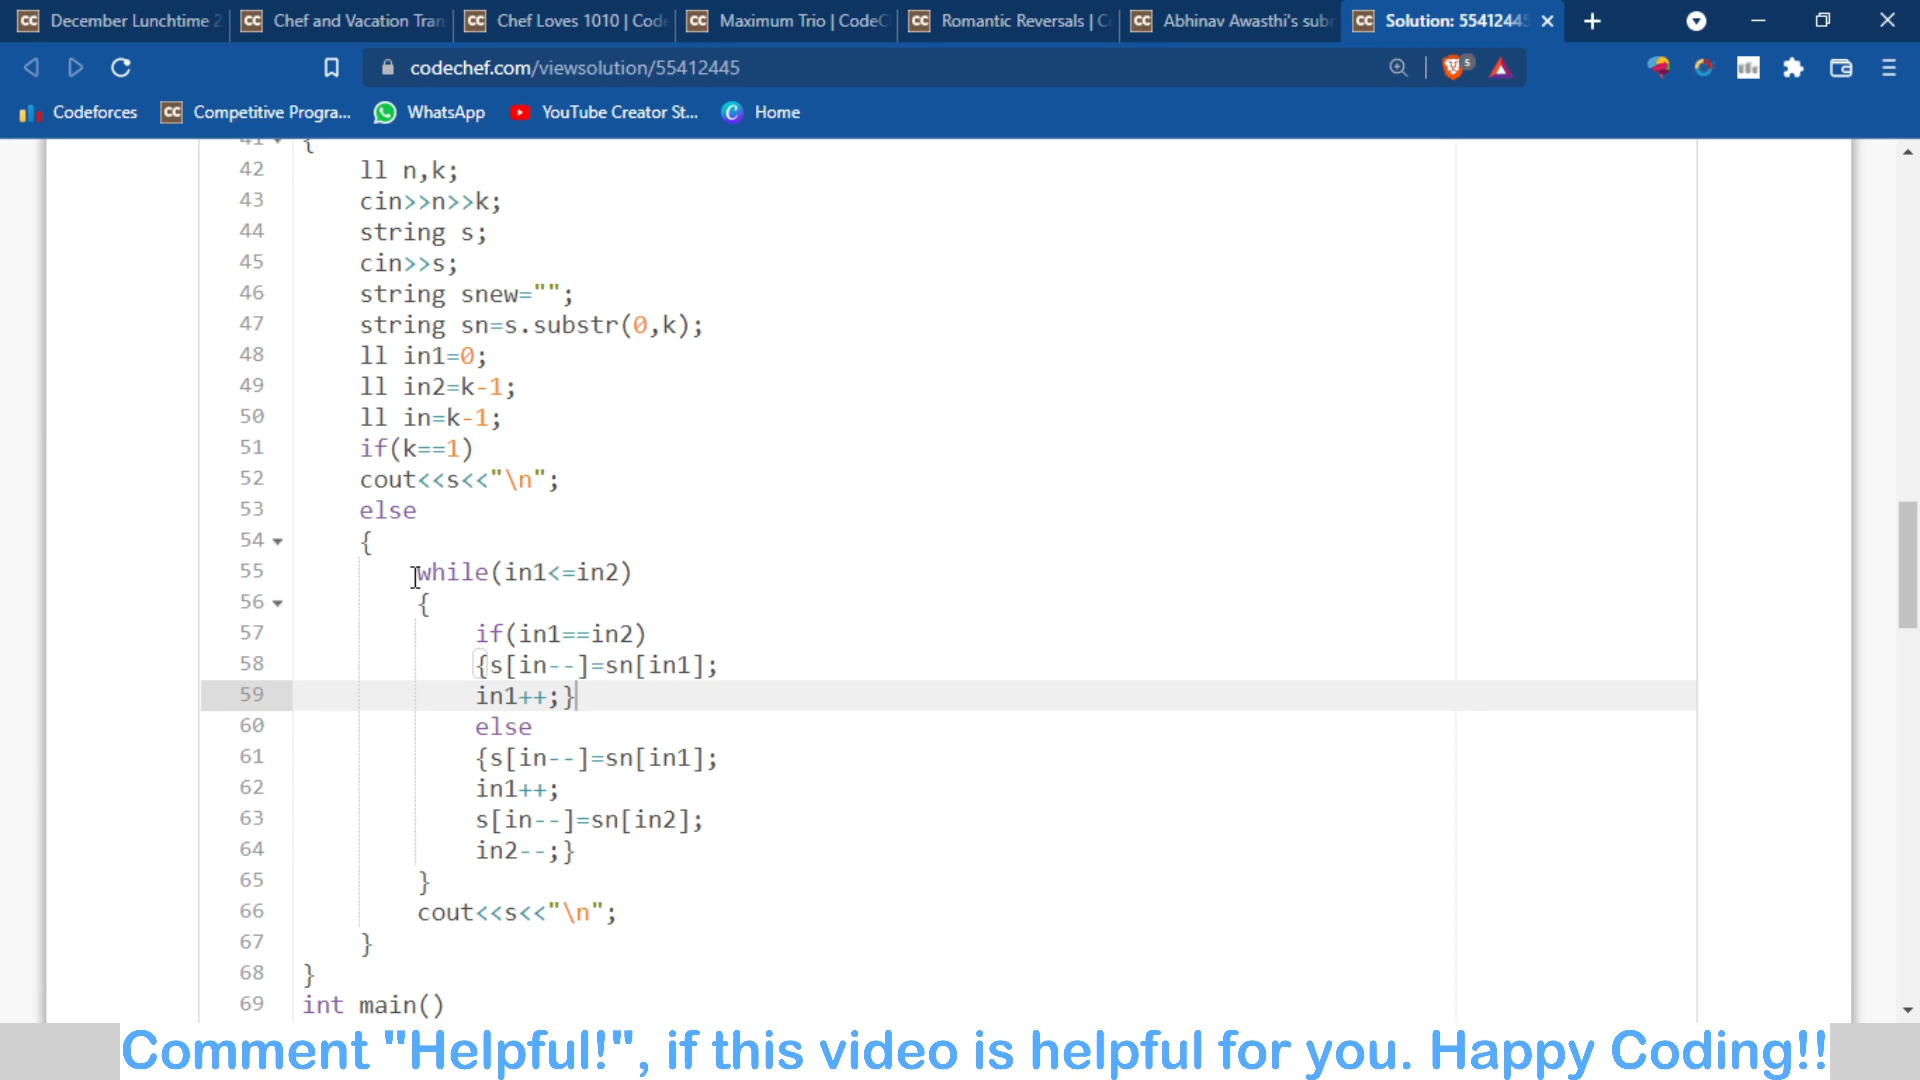 December Lunchtime 2
Chef and Vacation Tran
Chef Loves 1010 | Code
Maximum Trio | CodeC
Romantic Reversals | C
Abhinav Awasthi's subr
Solution: 55412445
codechef.com/viewsolution/55412445
Codeforces
Competitive Progra...
WhatsApp
YouTube Creator St...
Home
41 {
42 ll n,k;
43 cin>>n>>k;
44 string s;
45 cin>>s;
46 string snew="";
47 string sn=s.substr(0,k);
48 ll in1=0;
49 ll in2=k-1;
50 ll in=k-1;
51 if(k==1)
52 cout<<s<<"\n";
53 else
54 {
55 while(in1<=in2)
56 {
57 if(in1==in2)
58 {s[in--]=sn[in1];
59 in1++;}
60 else
61 {s[in--]=sn[in1];
62 in1++;
63 s[in--]=sn[in2];
64 in2--;}
65 }
66 cout<<s<<"\n";
67 }
68 }
69 int main()
Comment "Helpful!", if this video is helpful for you. Happy Coding!!